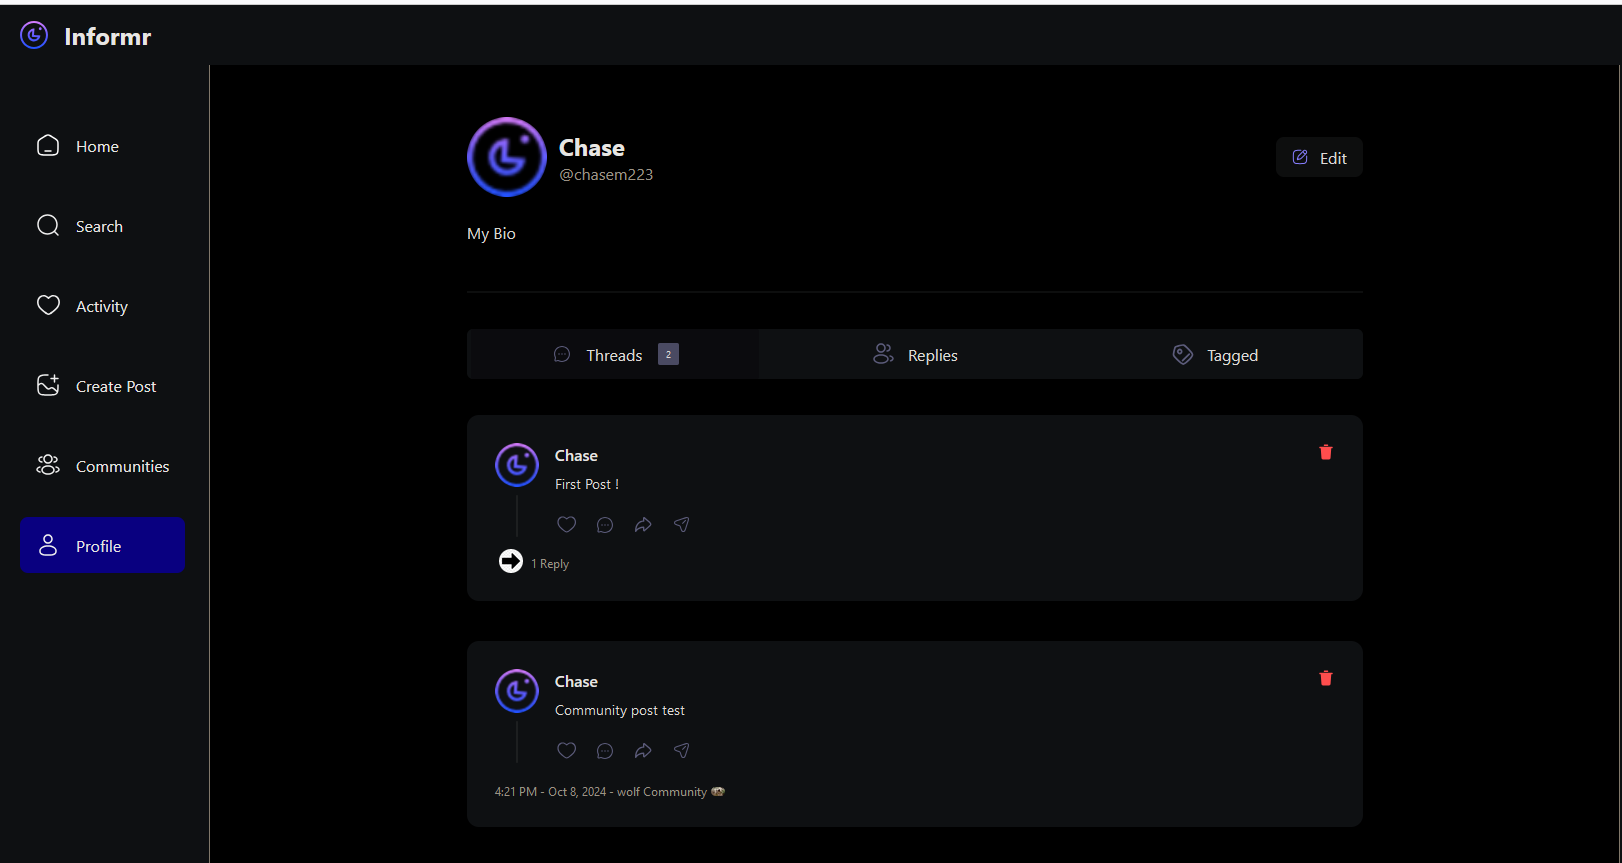 Informr
Home
Search
Activity
Create Post
Communities
Profile
Chase
@chasem223
Edit
My Bio
Threads 2
Replies
Tagged
Chase
First Post !
1 Reply
Chase
Community post test
4:21 PM - Oct 8, 2024 - wolf Community